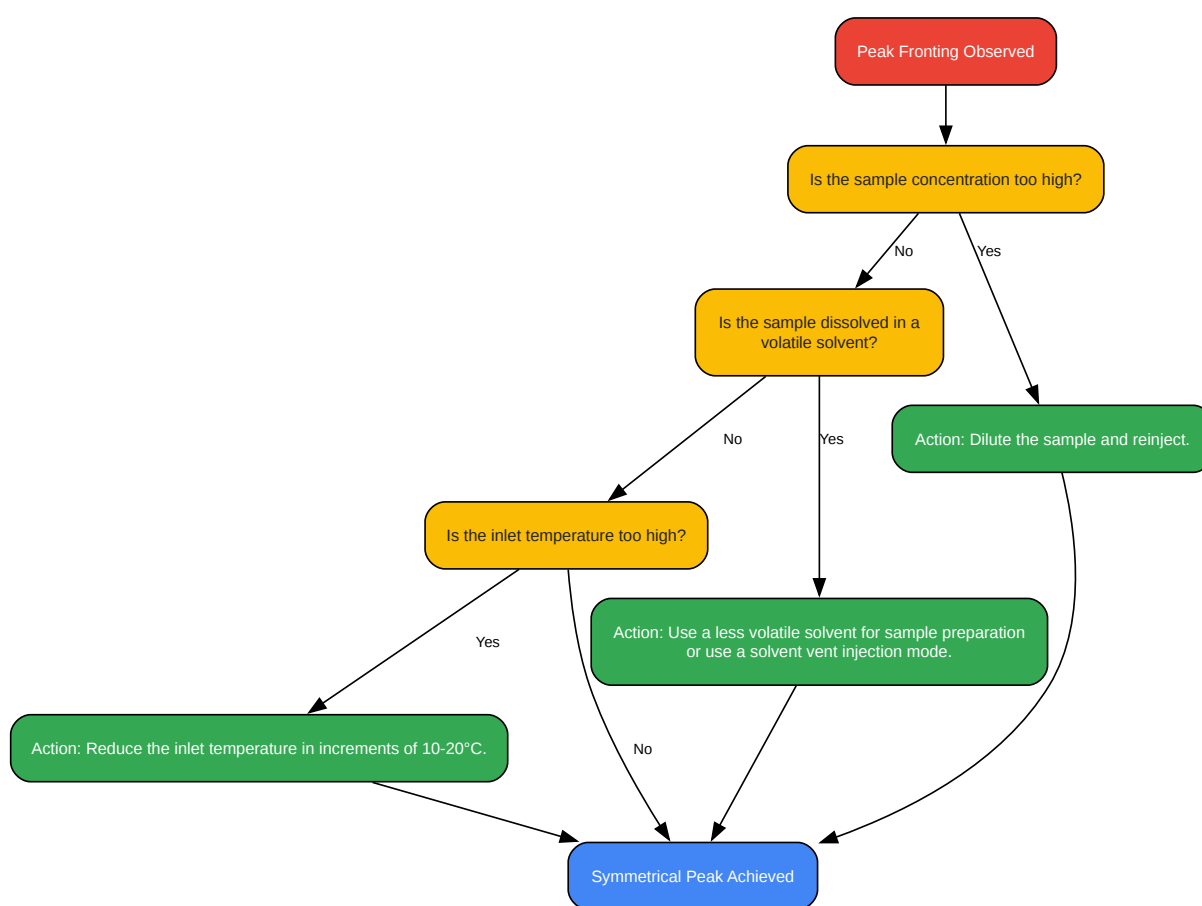 Peak Fronting Observed
Is the sample concentration too high?
No
Yes
Is the sample dissolved in a
volatile solvent?
No
Yes
Action: Dilute the sample and reinject.
Is the inlet temperature too high?
Yes
Action: Use a less volatile solvent for sample preparation
or use a solvent vent injection mode.
No
Action: Reduce the inlet temperature in increments of 10-20°C.
Symmetrical Peak Achieved